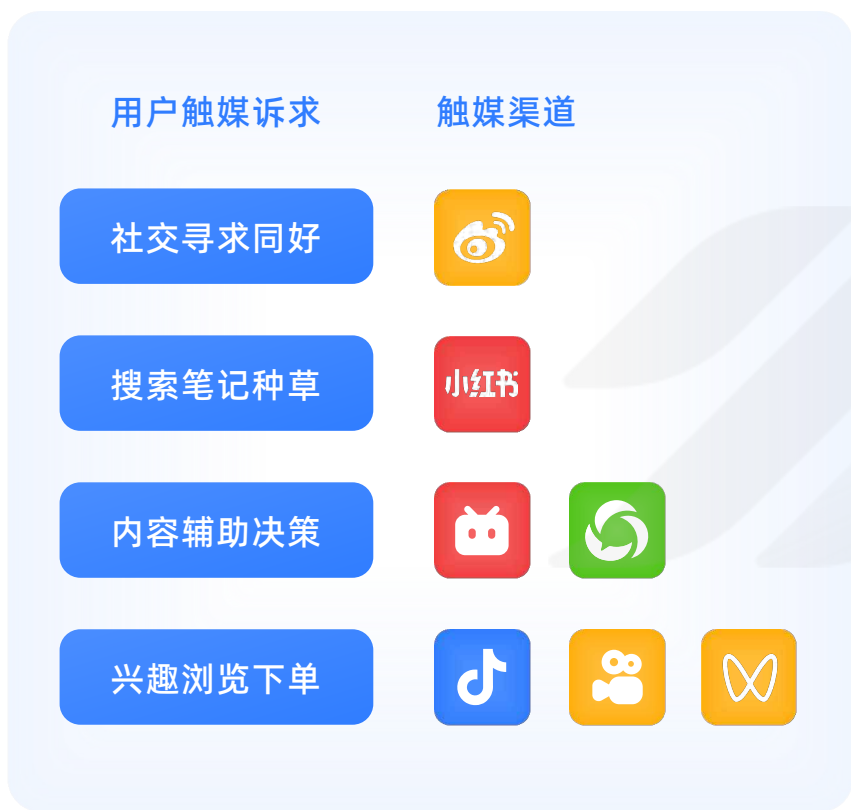 用户触媒诉求 触媒渠道
社交寻求同好
搜索笔记种草
小红书
内容辅助决策
兴趣浏览下单